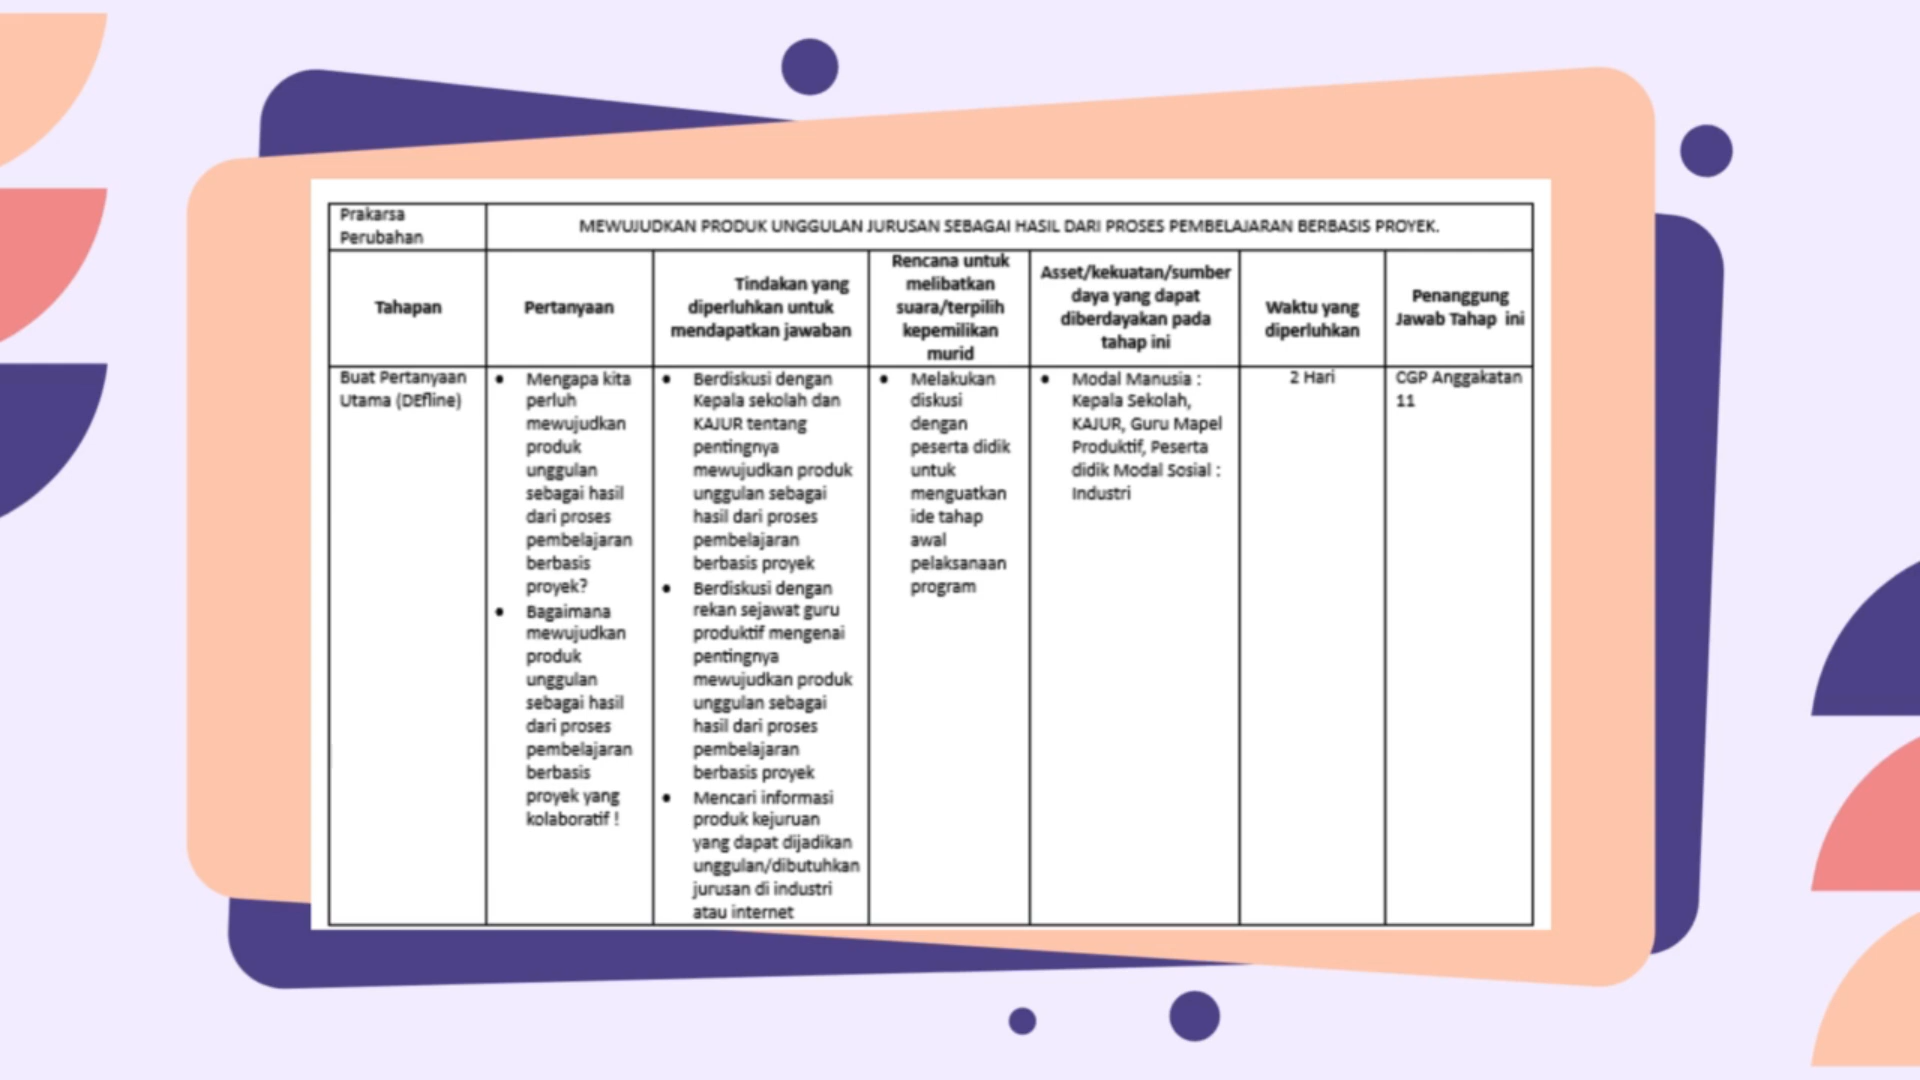 Prakarsa
Perubahan
MEWUJUDKAN PRODUK UNGGULAN JURUSAN SEBAGAI HASIL DARI PROSES PEMBELAJARAN BERBASIS PROYEK.
Tahapan
Pertanyaan
Tindakan yang
diperluhkan untuk
mendapatkan jawaban
Rencana untuk
melibatkan
suara/terpilih
kepemilikan
murid
Asset/kekuatan/sumber
daya yang dapat
diberdayakan pada
tahap ini
Waktu yang
diperluhkan
Penanggung
Jawab Tahap ini
Buat Pertanyaan
Utama (DEfline)
• Mengapa kita
perluh
mewujudkan
produk
unggulan
sebagai hasil
dari proses
pembelajaran
berbasis
proyek?
• Bagaimana
mewujudkan
produk
unggulan
sebagai hasil
dari proses
pembelajaran
berbasis
proyek yang
kolaboratif !
• Berdiskusi dengan
Kepala sekolah dan
KAJUR tentang
pentingnya
mewujudkan produk
unggulan sebagai
hasil dari proses
pembelajaran
berbasis proyek
• Berdiskusi dengan
rekan sejawat guru
produktif mengenai
pentingnya
mewujudkan produk
unggulan sebagai
hasil dari proses
pembelajaran
berbasis proyek
• Mencari informasi
produk kejuruan
yang dapat dijadikan
unggulan/dibutuhkan
jurusan di industri
atau internet
• Melakukan
diskusi
dengan
peserta didik
untuk
menguatkan
ide tahap
awal
pelaksanaan
program
• Modal Manusia :
Kepala Sekolah,
KAJUR, Guru Mapel
Produktif, Peserta
didik Modal Sosial :
Industri
2 Hari
CGP Anggakatan
11